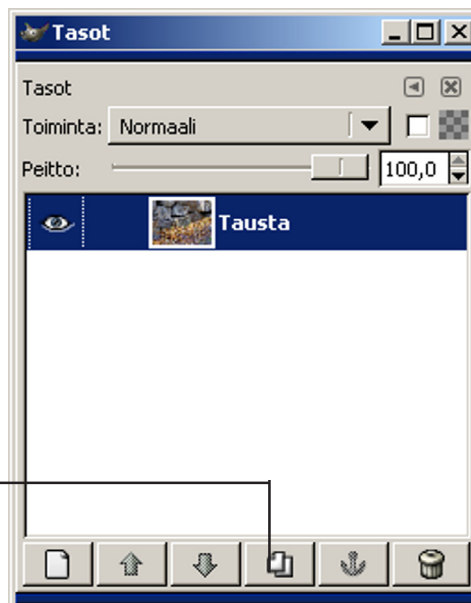 Tasot
Tasot
Toiminta: Normaali
Peitto: 100,0
Tausta